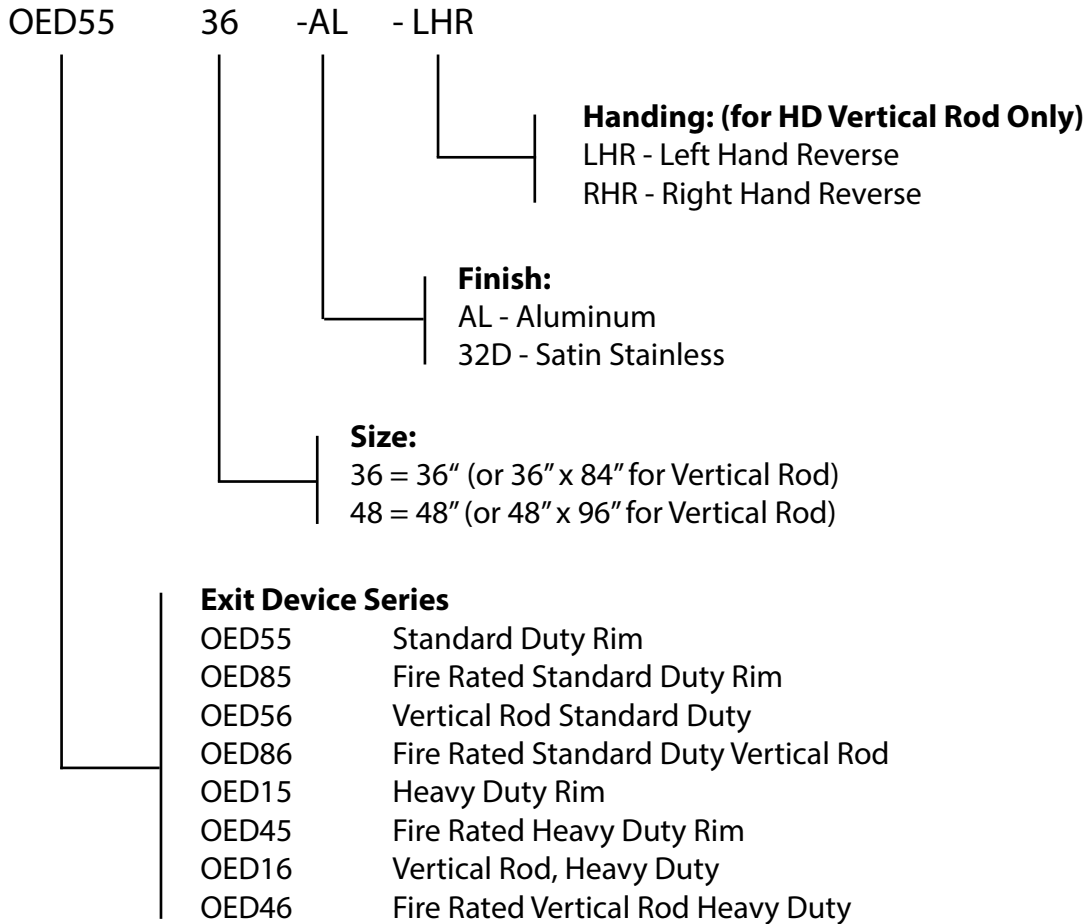 OED55 36 -AL - LHR
Handing: (for HD Vertical Rod Only)
LHR - Left Hand Reverse
RHR - Right Hand Reverse
Finish:
AL - Aluminum
32D - Satin Stainless
Size:
36 = 36“ (or 36” x 84” for Vertical Rod)
48 = 48” (or 48” x 96” for Vertical Rod)
Exit Device Series
OED55 Standard Duty Rim
OED85 Fire Rated Standard Duty Rim
OED56 Vertical Rod Standard Duty
OED86 Fire Rated Standard Duty Vertical Rod
OED15 Heavy Duty Rim
OED45 Fire Rated Heavy Duty Rim
OED16 Vertical Rod, Heavy Duty
OED46 Fire Rated Vertical Rod Heavy Duty